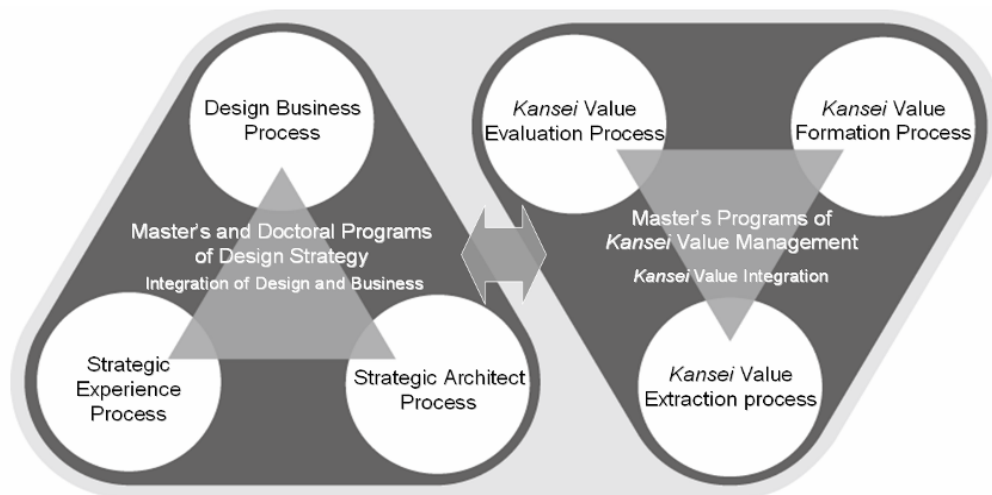 Design Business
Process
Master's and Doctoral Programs
of Design Strategy
Integration of Design and Business
Strategic
Experience
Process
Strategic Architect
Process
Kansei Value
Evaluation Process
Kansei Value
Formation Process
Master's Programs of
Kansei Value Management
Kansei Value Integration
Kansei Value
Extraction process